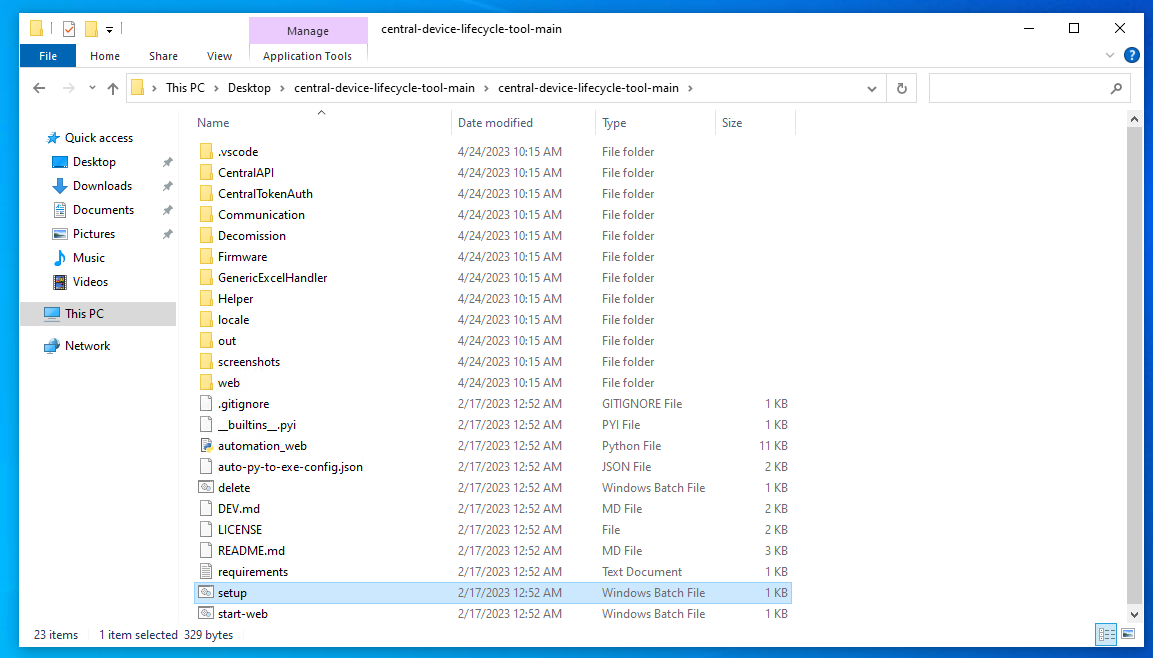 Manage
central-device-lifecycle-tool-main
File Home Share View Application Tools
This PC Desktop central-device-lifecycle-tool-main central-device-lifecycle-tool-main
Name Date modified Type Size
Quick access
Desktop
Downloads
Documents
Pictures
Music
Videos
This PC
Network
.vscode 4/24/2023 10:15 AM File folder
CentralAPI 4/24/2023 10:15 AM File folder
CentralTokenAuth 4/24/2023 10:15 AM File folder
Communication 4/24/2023 10:15 AM File folder
Decomission 4/24/2023 10:15 AM File folder
Firmware 4/24/2023 10:15 AM File folder
GenericExcelHandler 4/24/2023 10:15 AM File folder
Helper 4/24/2023 10:15 AM File folder
locale 4/24/2023 10:15 AM File folder
out 4/24/2023 10:15 AM File folder
screenshots 4/24/2023 10:15 AM File folder
web 4/24/2023 10:15 AM File folder
.gitignore 2/17/2023 12:52 AM GITIGNORE File 1 KB
__builtins__.pyi 2/17/2023 12:52 AM PYI File 1 KB
automation_web 2/17/2023 12:52 AM Python File 11 KB
auto-py-to-exe-config.json 2/17/2023 12:52 AM JSON File 2 KB
delete 2/17/2023 12:52 AM Windows Batch File 1 KB
DEV.md 2/17/2023 12:52 AM MD File 2 KB
LICENSE 2/17/2023 12:52 AM File 2 KB
README.md 2/17/2023 12:52 AM MD File 3 KB
requirements 2/17/2023 12:52 AM Text Document 1 KB
setup 2/17/2023 12:52 AM Windows Batch File 1 KB
start-web 2/17/2023 12:52 AM Windows Batch File 1 KB
23 items 1 item selected 329 bytes